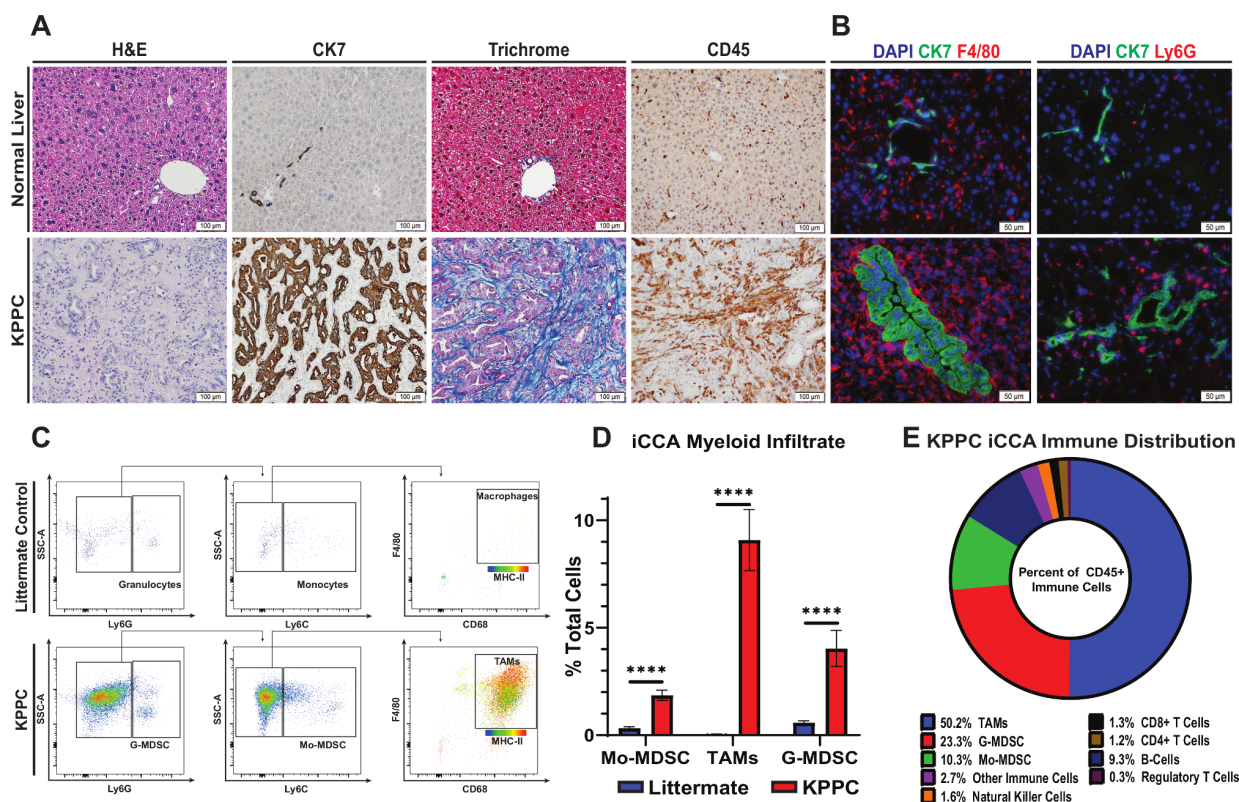 A
B
H&E
CK7
Trichrome
CD45
DAPI CK7 F4/80
DAPI CK7 Ly6G
Normal Liver
100 µm
100 µm
100 µm
100 µm
50 µm
50 µm
KPPC
100 µm
100 µm
100 µm
100 µm
50 µm
50 µm
C
Littermate Control
SSC-A
Granulocytes
Ly6G
SSC-A
Monocytes
Ly6C
F4/80
Macrophages
MHC-II
CD68
KPPC
SSC-A
G-MDSC
Ly6G
SSC-A
Mo-MDSC
Ly6C
F4/80
TAMs
MHC-II
CD68
D
iCCA Myeloid Infiltrate
% Total Cells
10
5
0
****
****
****
Mo-MDSC
TAMs
G-MDSC
Littermate
KPPC
E
KPPC iCCA Immune Distribution
Percent of CD45+
Immune Cells
50.2% TAMs
23.3% G-MDSC
10.3% Mo-MDSC
2.7% Other Immune Cells
1.6% Natural Killer Cells
1.3% CD8+ T Cells
1.2% CD4+ T Cells
9.3% B-Cells
0.3% Regulatory T Cells